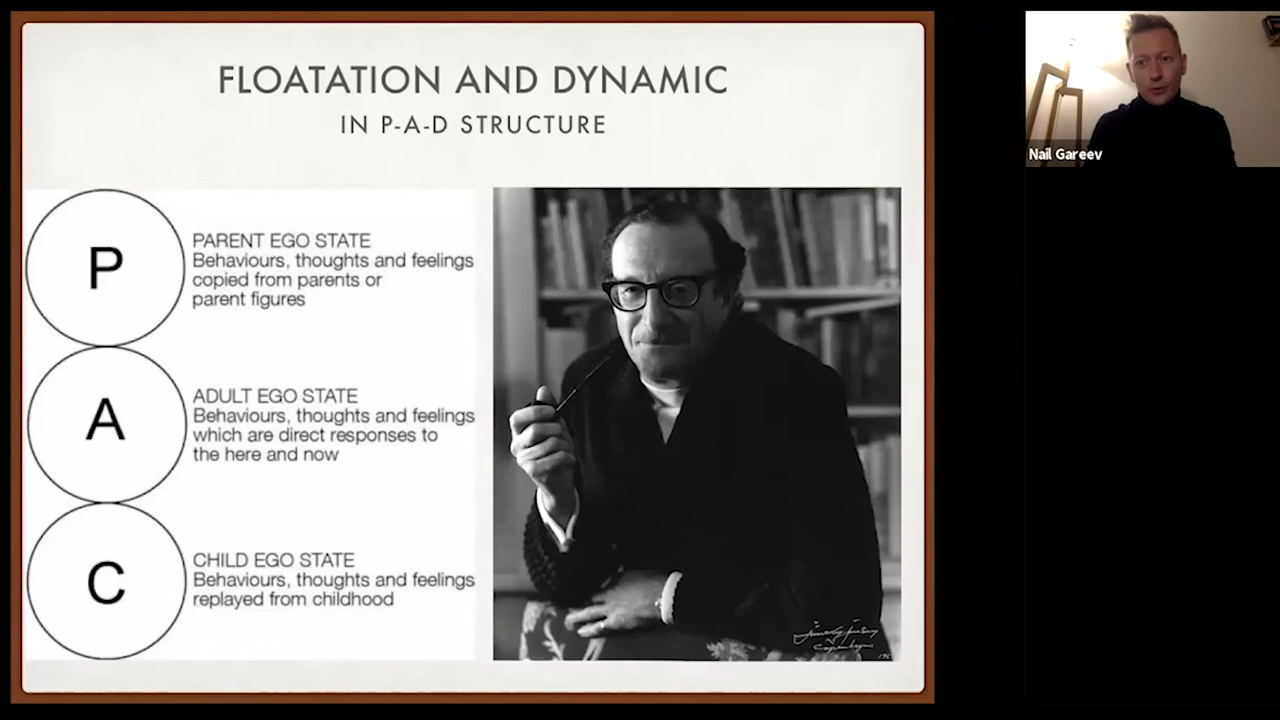 FLOATATION AND DYNAMIC
IN P-A-D STRUCTURE
P
PARENT EGO STATE
Behaviours, thoughts and feelings
copied from parents or
parent figures
A
ADULT EGO STATE
Behaviours, thoughts and feelings
which are direct responses to
the here and now
C
CHILD EGO STATE
Behaviours, thoughts and feelings
replayed from childhood
Copenhagen
Nail Gareev